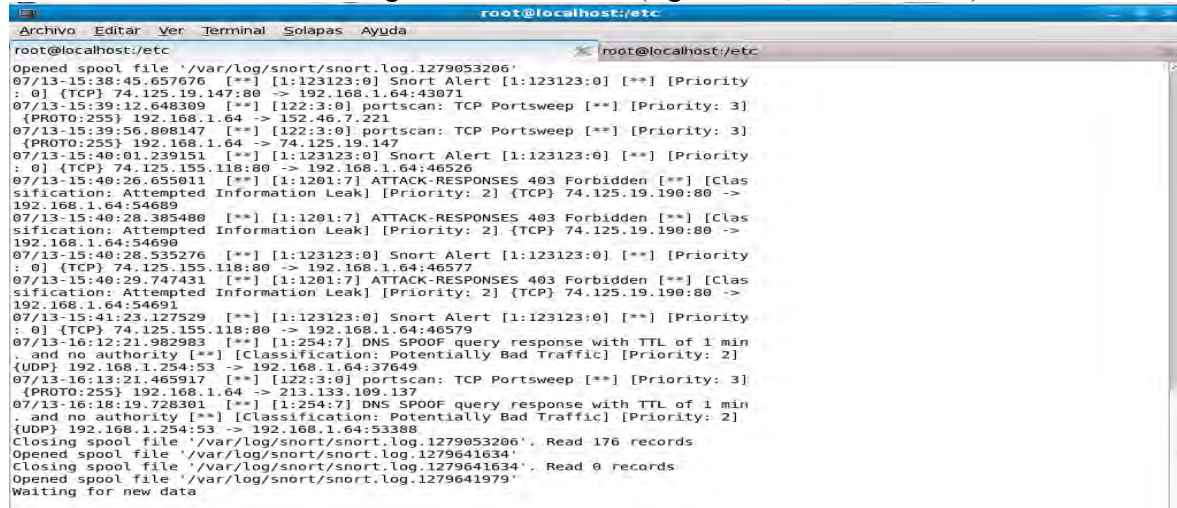 root@localhost:/etc
Archivo Editar Ver Terminal Solapas Ayuda
root@localhost:/etc root@localhost:/etc
Opened spool file '/var/log/snort/snort.log.1279053206'
07/13-15:38:45.657676 [**] [1:123123:0] Snort Alert [1:123123:0] [**] [Priority
: 0] {TCP} 74.125.19.147:80 -> 192.168.1.64:43071
07/13-15:39:12.648309 [**] [122:3:0] portscan: TCP Portsweep [**] [Priority: 3]
{PROTO:255} 192.168.1.64 -> 152.46.7.221
07/13-15:39:56.808147 [**] [122:3:0] portscan: TCP Portsweep [**] [Priority: 3]
{PROTO:255} 192.168.1.64 -> 74.125.19.147
07/13-15:40:01.239151 [**] [1:123123:0] Snort Alert [1:123123:0] [**] [Priority
: 0] {TCP} 74.125.155.118:80 -> 192.168.1.64:46526
07/13-15:40:26.655011 [**] [1:1201:7] ATTACK-RESPONSES 403 Forbidden [**] [Clas
sification: Attempted Information Leak] [Priority: 2] {TCP} 74.125.19.190:80 ->
192.168.1.64:54689
07/13-15:40:28.385480 [**] [1:1201:7] ATTACK-RESPONSES 403 Forbidden [**] [Clas
sification: Attempted Information Leak] [Priority: 2] {TCP} 74.125.19.190:80 ->
192.168.1.64:54690
07/13-15:40:28.535276 [**] [1:123123:0] Snort Alert [1:123123:0] [**] [Priority
: 0] {TCP} 74.125.155.118:80 -> 192.168.1.64:46577
07/13-15:40:29.747431 [**] [1:1201:7] ATTACK-RESPONSES 403 Forbidden [**] [Clas
sification: Attempted Information Leak] [Priority: 2] {TCP} 74.125.19.190:80 ->
192.168.1.64:54691
07/13-15:41:23.127529 [**] [1:123123:0] Snort Alert [1:123123:0] [**] [Priority
: 0] {TCP} 74.125.155.118:80 -> 192.168.1.64:46579
07/13-16:12:21.982983 [**] [1:254:7] DNS SPOOF query response with TTL of 1 min
. and no authority [**] [Classification: Potentially Bad Traffic] [Priority: 2]
{UDP} 192.168.1.254:53 -> 192.168.1.64:37649
07/13-16:13:21.465917 [**] [122:3:0] portscan: TCP Portsweep [**] [Priority: 3]
{PROTO:255} 192.168.1.64 -> 213.133.109.137
07/13-16:18:19.728301 [**] [1:254:7] DNS SPOOF query response with TTL of 1 min
. and no authority [**] [Classification: Potentially Bad Traffic] [Priority: 2]
{UDP} 192.168.1.254:53 -> 192.168.1.64:53388
Closing spool file '/var/log/snort/snort.log.1279053206'. Read 176 records
Opened spool file '/var/log/snort/snort.log.1279641634'
Closing spool file '/var/log/snort/snort.log.1279641634'. Read 0 records
Opened spool file '/var/log/snort/snort.log.1279641979'
Waiting for new data